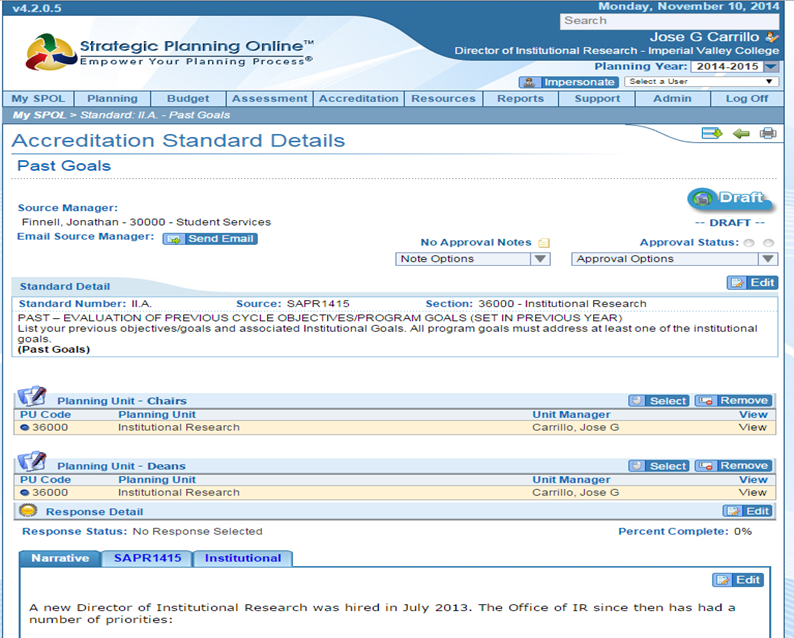 v4.2.0.5
Monday, November 10, 2014
Search
Strategic Planning Online™
Empower Your Planning Process®
Jose G Carrillo
Director of Institutional Research - Imperial Valley College
Planning Year: 2014-2015
Impersonate Select a User
My SPOL Planning Budget Assessment Accreditation Resources Reports Support Admin Log Off
My SPOL > Standard: II.A. - Past Goals
Accreditation Standard Details
Past Goals
Draft
Source Manager:
Finnell, Jonathan - 30000 - Student Services
-- DRAFT --
Email Source Manager: Send Email
No Approval Notes Approval Status:
Note Options Approval Options
Standard Detail Edit
Standard Number: II.A. Source: SAPR1415 Section: 36000 - Institutional Research
PAST – EVALUATION OF PREVIOUS CYCLE OBJECTIVES/PROGRAM GOALS (SET IN PREVIOUS YEAR)
List your previous objectives/goals and associated Institutional Goals. All program goals must address at least one of the institutional
goals.
(Past Goals)
Planning Unit - Chairs Select Remove
PU Code Planning Unit Unit Manager View
36000 Institutional Research Carrillo, Jose G View
Planning Unit - Deans Select Remove
PU Code Planning Unit Unit Manager View
36000 Institutional Research Carrillo, Jose G View
Response Detail Edit
Response Status: No Response Selected Percent Complete: 0%
Narrative SAPR1415 Institutional
Edit
A new Director of Institutional Research was hired in July 2013. The Office of IR since then has had a
number of priorities: